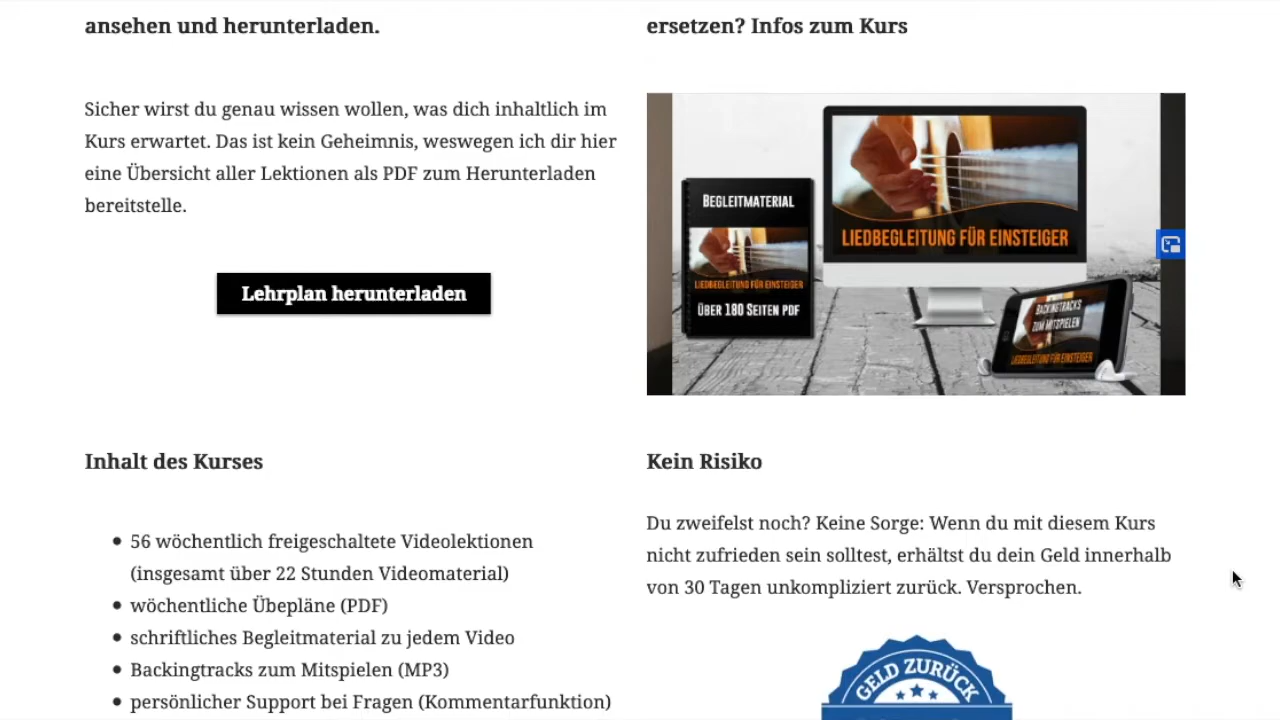 ansehen und herunterladen.
Sicher wirst du genau wissen wollen, was dich inhaltlich im
Kurs erwartet. Das ist kein Geheimnis, weswegen ich dir hier
eine Übersicht aller Lektionen als PDF zum Herunterladen
bereitstelle.
Lehrplan herunterladen
ersetzen? Infos zum Kurs
BEGLEITMATERIAL
LIEDBEGLEITUNG FÜR EINSTEIGER
ÜBER 180 SEITEN PDF
LIEDBEGLEITUNG FÜR EINSTEIGER
BACKINGTRACKS
ZUM MITSPIELEN
LIEDBEGLEITUNG FÜR EINSTEIGER
Inhalt des Kurses
56 wöchentlich freigeschaltete Videolektionen
(insgesamt über 22 Stunden Videomaterial)
wöchentliche Übepläne (PDF)
schriftliches Begleitmaterial zu jedem Video
Backingtracks zum Mitspielen (MP3)
persönlicher Support bei Fragen (Kommentarfunktion)
Kein Risiko
Du zweifelst noch? Keine Sorge: Wenn du mit diesem Kurs
nicht zufrieden sein solltest, erhältst du dein Geld innerhalb
von 30 Tagen unkompliziert zurück. Versprochen.
GELD ZURÜCK